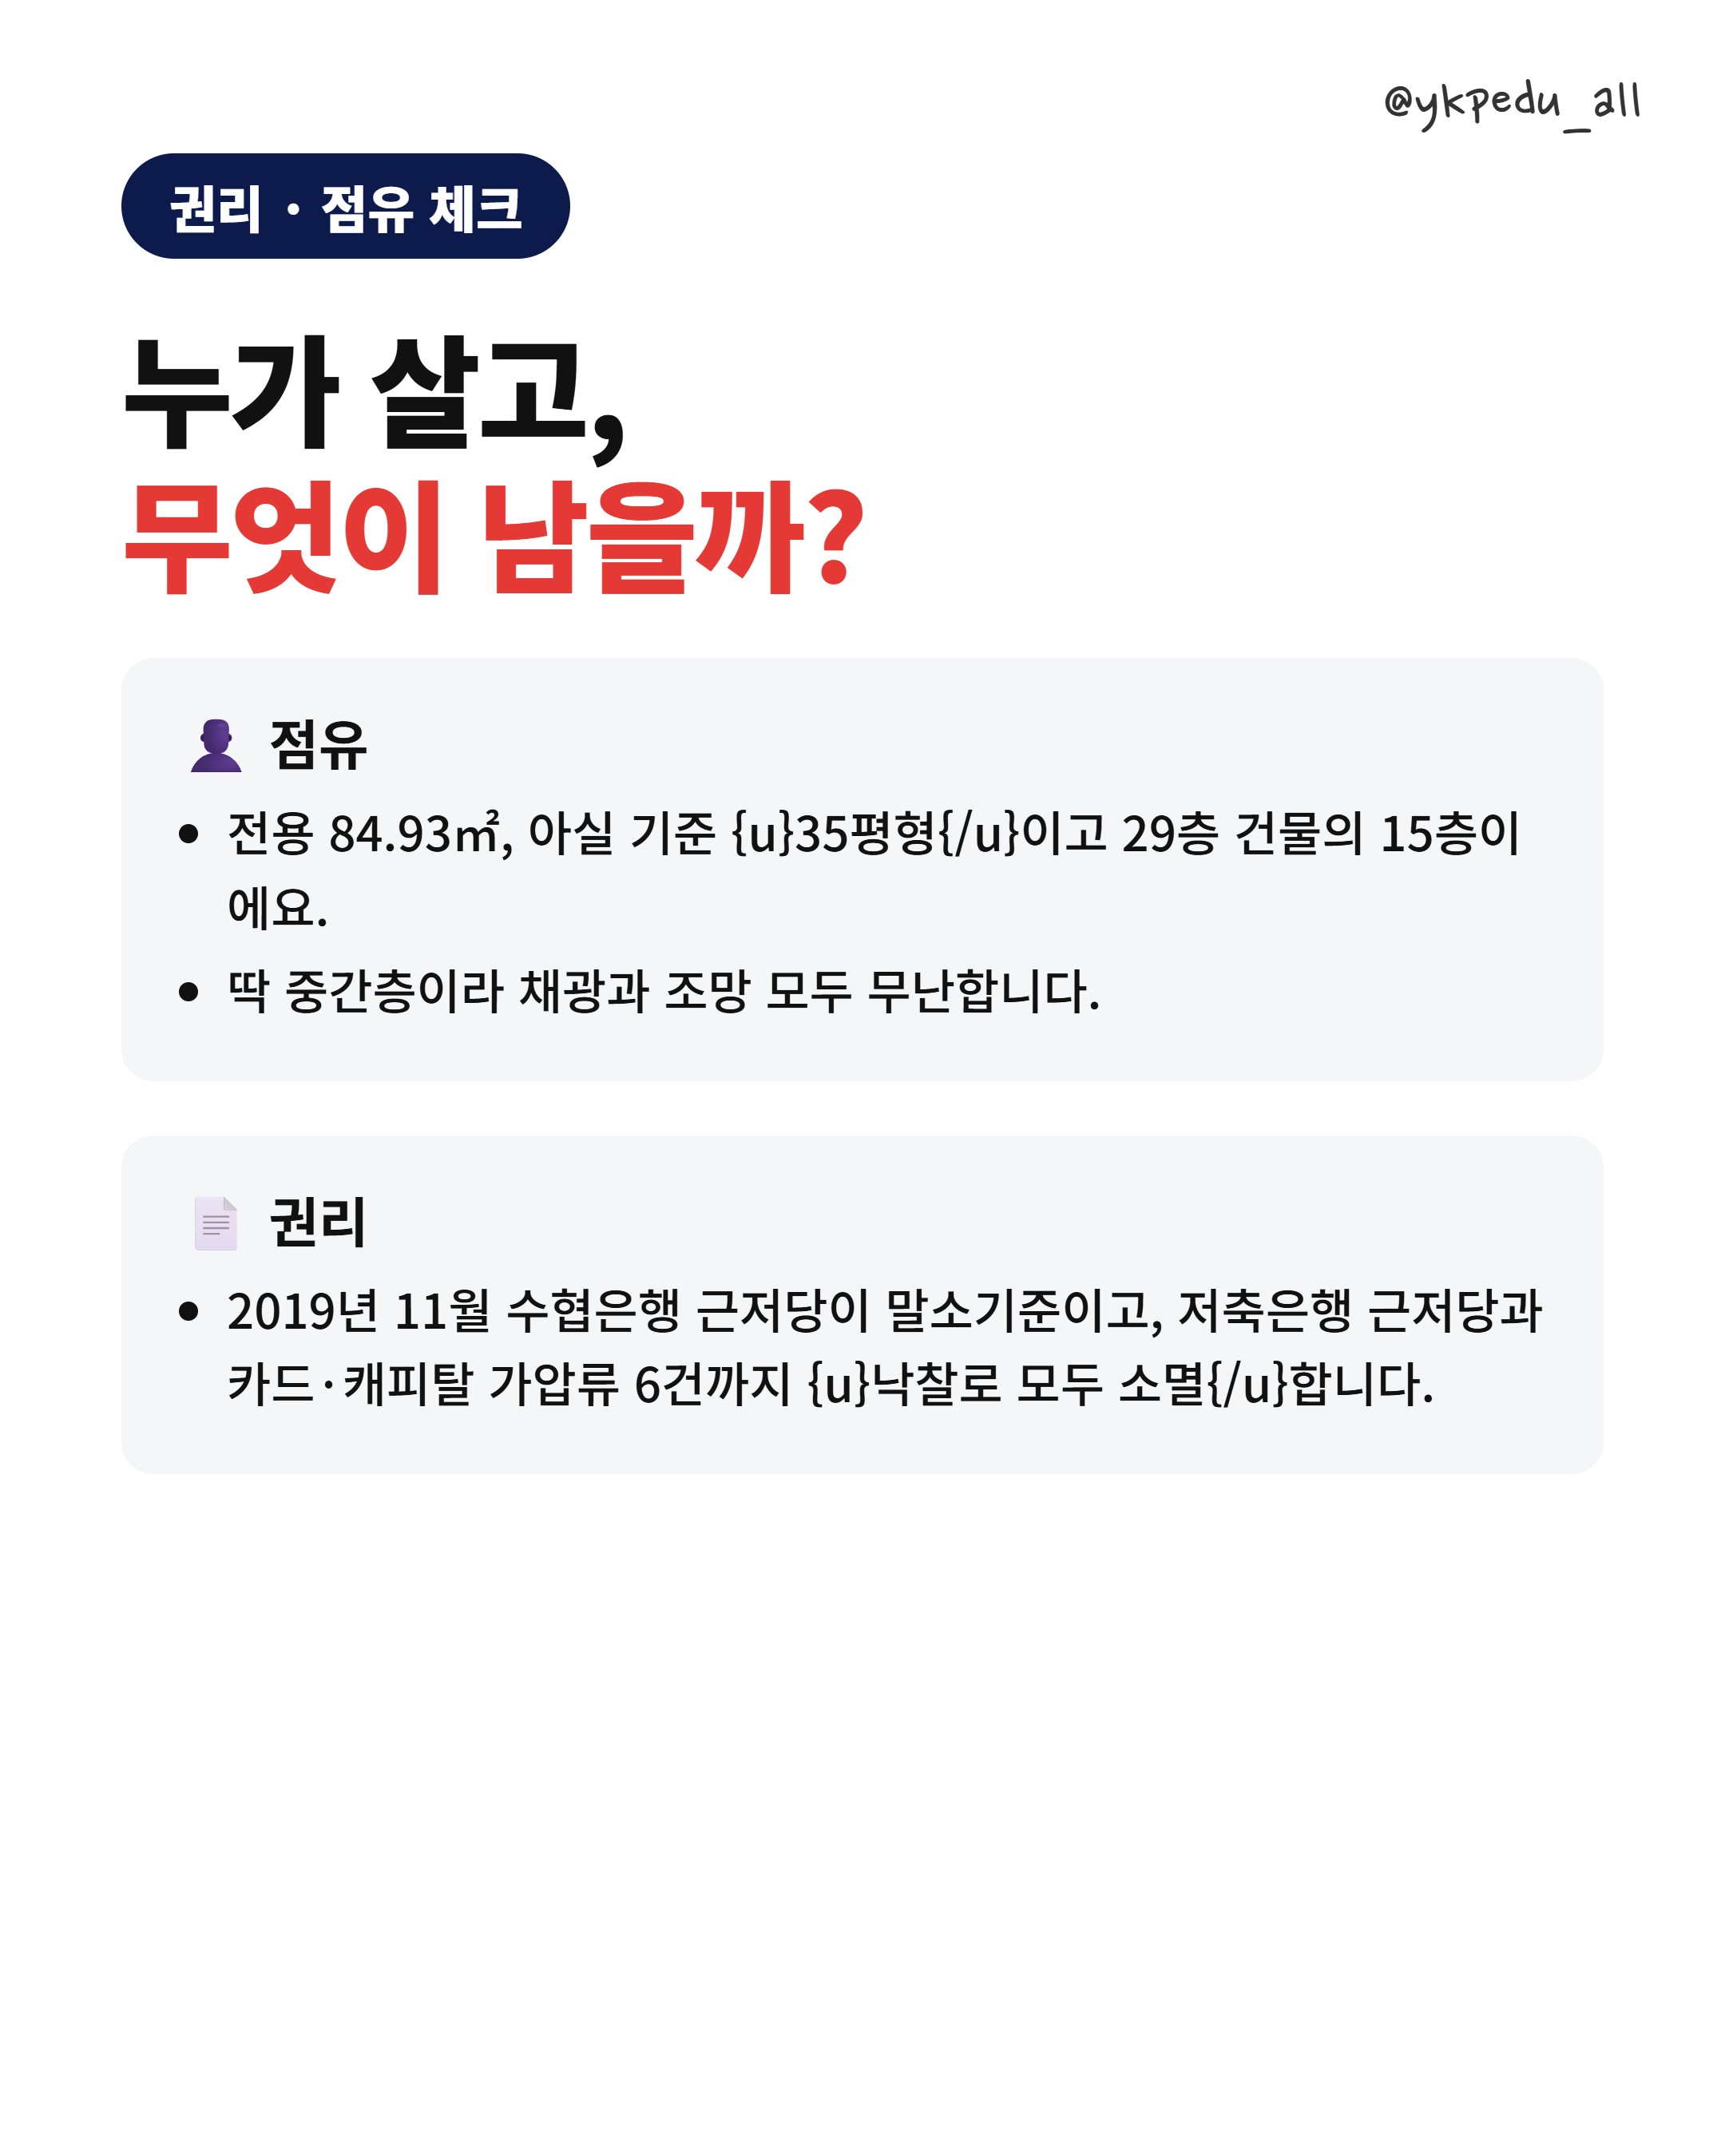 @ykpedu_all
권리 · 점유 체크
누가 살고,
무엇이 남을까?
점유
• 전용 84.93㎡, 아실 기준 {u}35평형{/u}이고 29층 건물의 15층이
에요.
• 딱 중간층이라 채광과 조망 모두 무난합니다.
권리
• 2019년 11월 수협은행 근저당이 말소기준이고, 저축은행 근저당과
카드·캐피탈 가압류 6건까지 {u}낙찰로 모두 소멸{/u}합니다.